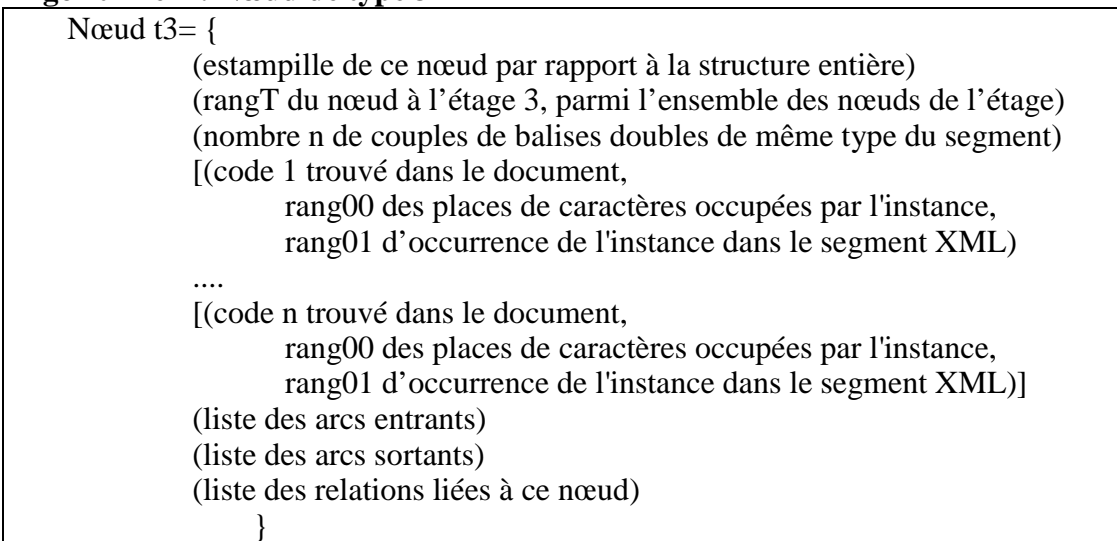 Nœud t3= {
(estampille de ce nœud par rapport à la structure entière)
(rangT du nœud à l’étage 3, parmi l’ensemble des nœuds de l’étage)
(nombre n de couples de balises doubles de même type du segment)
[(code 1 trouvé dans le document,
rang00 des places de caractères occupées par l'instance,
rang01 d’occurrence de l'instance dans le segment XML)
....
[(code n trouvé dans le document,
rang00 des places de caractères occupées par l'instance,
rang01 d’occurrence de l'instance dans le segment XML)]
(liste des arcs entrants)
(liste des arcs sortants)
(liste des relations liées à ce nœud)
}